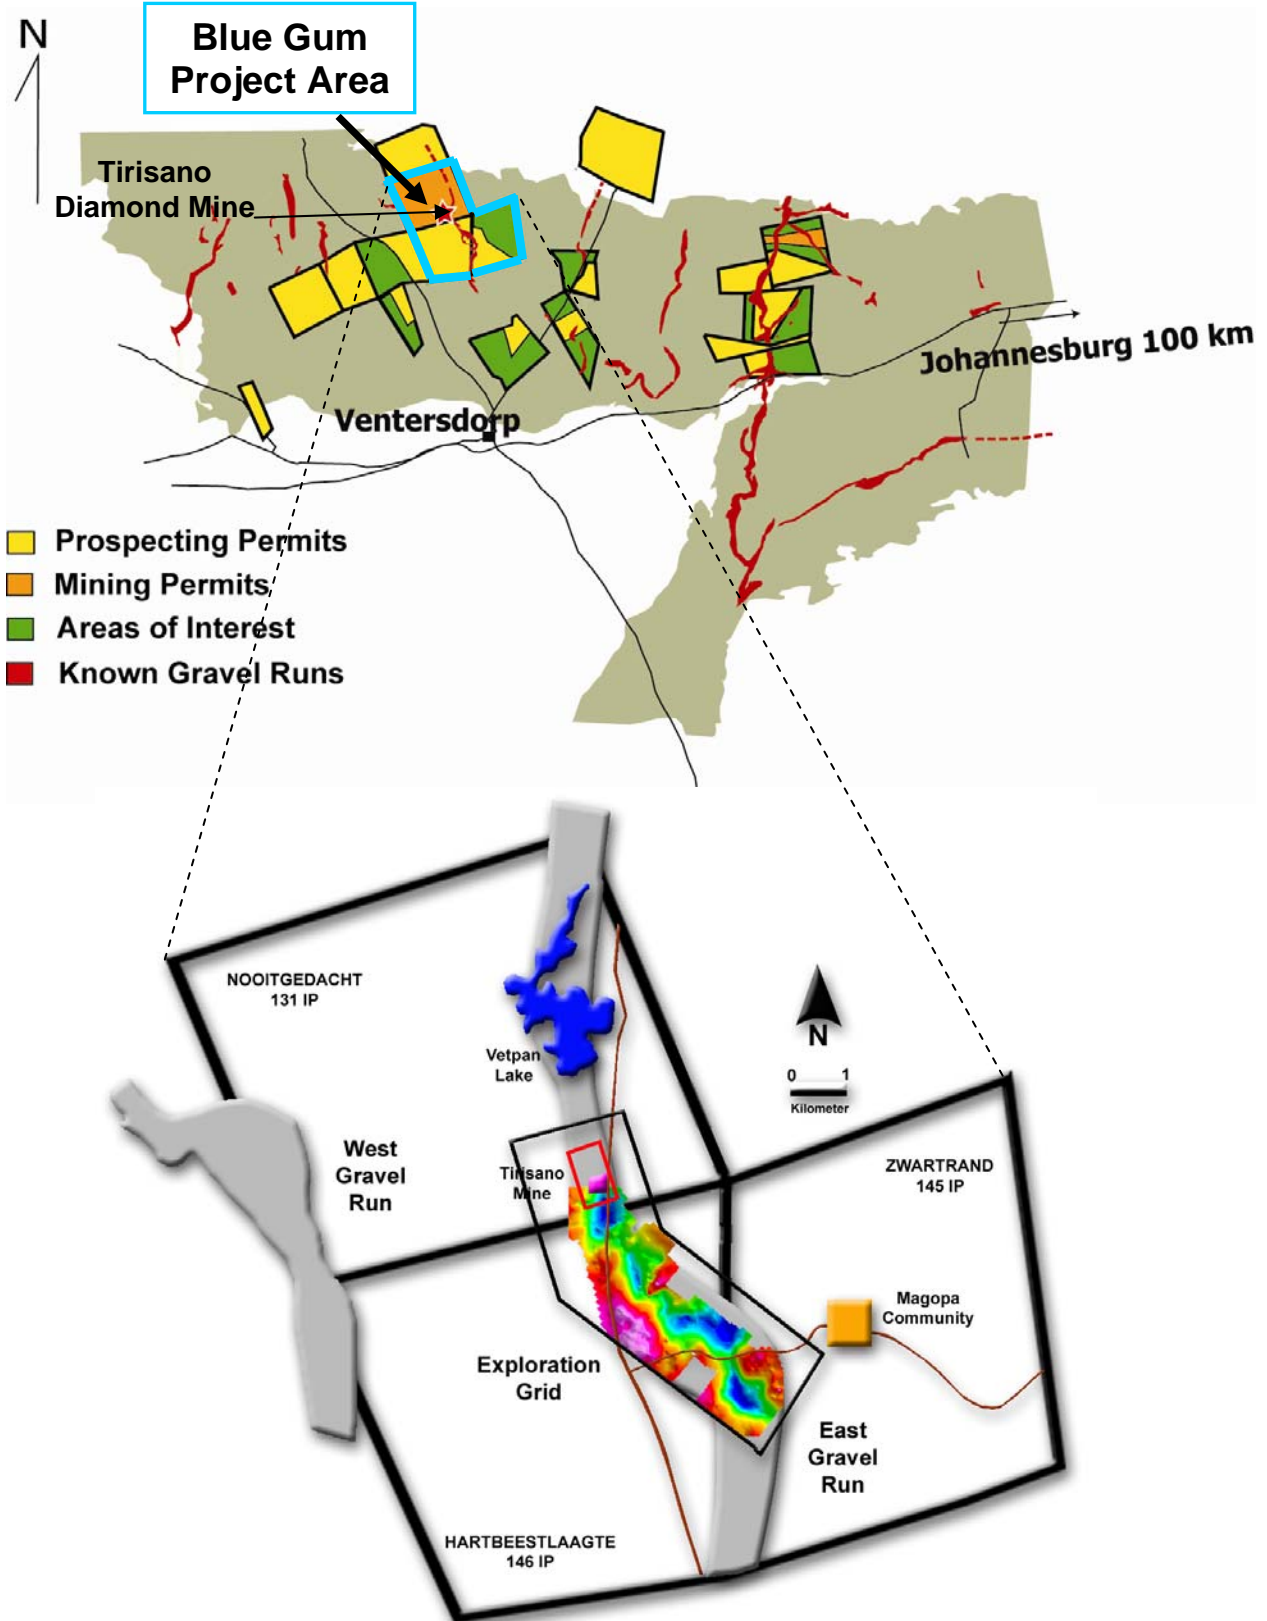 N
Blue Gum
Project Area
Tirisano
Diamond Mine
Johannesburg 100 km
Ventersdorp
Prospecting Permits
Mining Permits
Areas of Interest
Known Gravel Runs
NOOITGEDACHT
131 IP
Vetpan
Lake
N
0 1
Kilometer
West
Gravel
Run
Tirisano
Mine
ZWARTRAND
145 IP
Magopa
Community
Exploration
Grid
East
Gravel
Run
HARTBEESTLAAGTE
146 IP